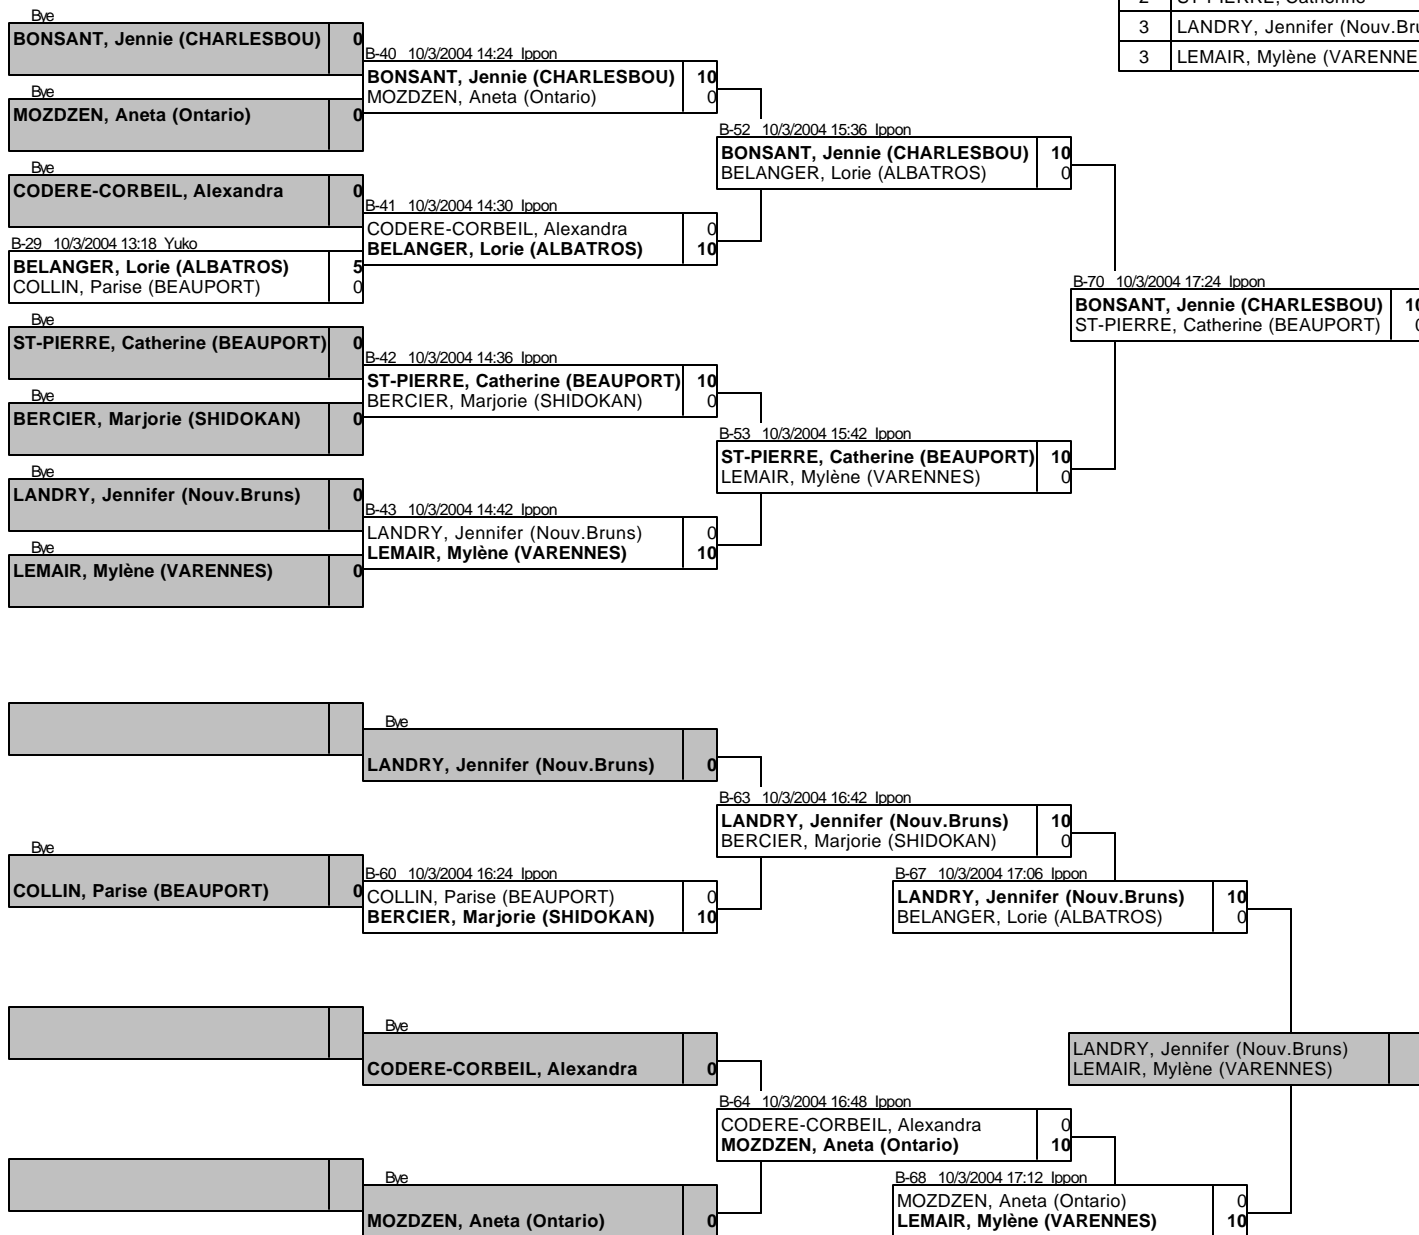 2 ST-PIERRE, Catherine
3 LANDRY, Jennifer (Nouv.Bru
3 LEMAIR, Mylène (VARENNE
Bye
BONSANT, Jennie (CHARLESBOU) 0
Bye
MOZDZEN, Aneta (Ontario) 0
Bye
CODERE-CORBEIL, Alexandra 0
B-29 10/3/2004 13:18 Yuko
BELANGER, Lorie (ALBATROS) 5
COLLIN, Parise (BEAUPORT) 0
Bye
ST-PIERRE, Catherine (BEAUPORT) 0
Bye
BERCIER, Marjorie (SHIDOKAN) 0
Bye
LANDRY, Jennifer (Nouv.Bruns) 0
Bye
LEMAIR, Mylène (VARENNES) 0
B-40 10/3/2004 14:24 Ippon
BONSANT, Jennie (CHARLESBOU) 10
MOZDZEN, Aneta (Ontario) 0
B-41 10/3/2004 14:30 Ippon
CODERE-CORBEIL, Alexandra 0
BELANGER, Lorie (ALBATROS) 10
B-42 10/3/2004 14:36 Ippon
ST-PIERRE, Catherine (BEAUPORT) 10
BERCIER, Marjorie (SHIDOKAN) 0
B-43 10/3/2004 14:42 Ippon
LANDRY, Jennifer (Nouv.Bruns) 0
LEMAIR, Mylène (VARENNES) 10
B-52 10/3/2004 15:36 Ippon
BONSANT, Jennie (CHARLESBOU) 10
BELANGER, Lorie (ALBATROS) 0
B-53 10/3/2004 15:42 Ippon
ST-PIERRE, Catherine (BEAUPORT) 10
LEMAIR, Mylène (VARENNES) 0
B-70 10/3/2004 17:24 Ippon
BONSANT, Jennie (CHARLESBOU) 10
ST-PIERRE, Catherine (BEAUPORT) 0
Bye
COLLIN, Parise (BEAUPORT) 0
Bye
LANDRY, Jennifer (Nouv.Bruns) 0
B-60 10/3/2004 16:24 Ippon
COLLIN, Parise (BEAUPORT) 0
BERCIER, Marjorie (SHIDOKAN) 10
Bye
CODERE-CORBEIL, Alexandra 0
Bye
MOZDZEN, Aneta (Ontario) 0
B-63 10/3/2004 16:42 Ippon
LANDRY, Jennifer (Nouv.Bruns) 10
BERCIER, Marjorie (SHIDOKAN) 0
B-64 10/3/2004 16:48 Ippon
CODERE-CORBEIL, Alexandra 0
MOZDZEN, Aneta (Ontario) 10
B-67 10/3/2004 17:06 Ippon
LANDRY, Jennifer (Nouv.Bruns) 10
BELANGER, Lorie (ALBATROS) 0
B-68 10/3/2004 17:12 Ippon
MOZDZEN, Aneta (Ontario) 0
LEMAIR, Mylène (VARENNES) 10
LANDRY, Jennifer (Nouv.Bruns)
LEMAIR, Mylène (VARENNES)